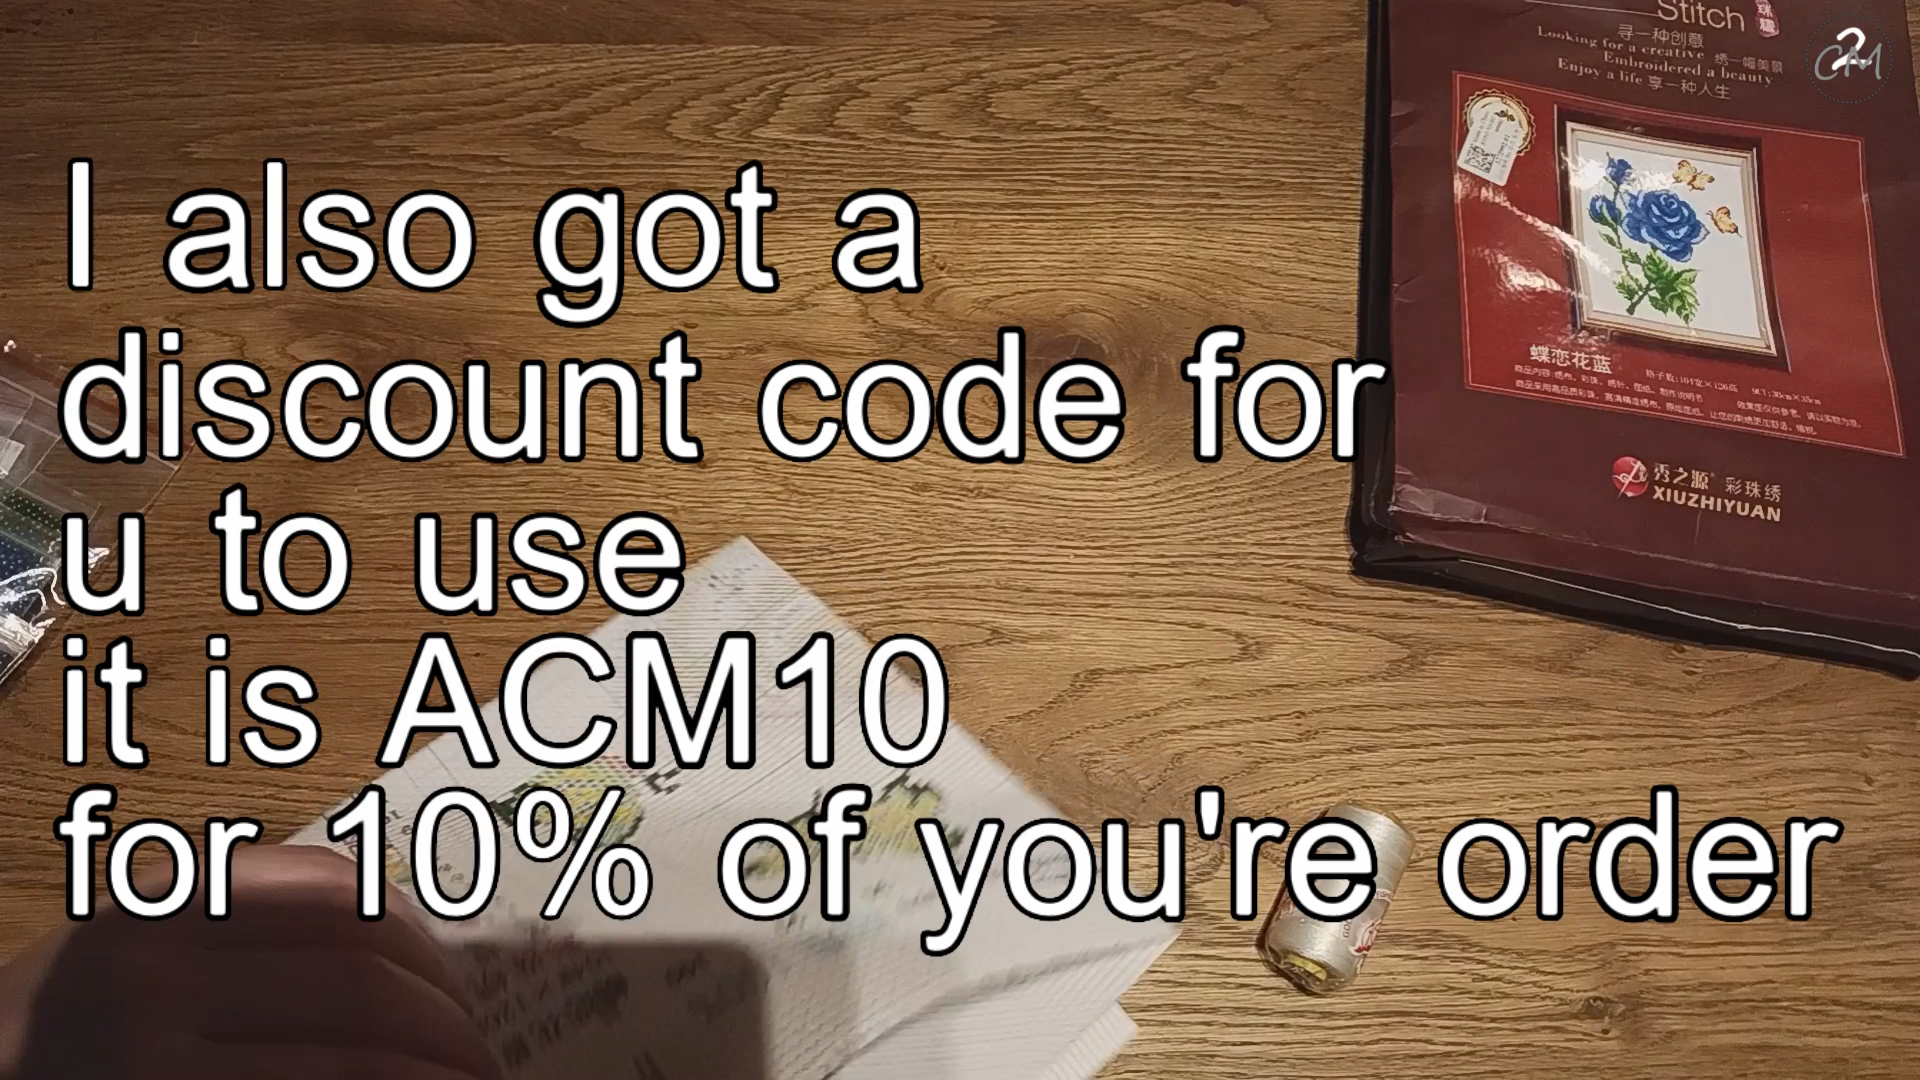 Stitch
寻一种创意
Looking for a creative 绣一幅美景
Embroidered a beauty
Enjoy a life 享一种人生
CM
2
I also got a
discount code for
u to use
it is ACM10
for 10% of you're order
蝶恋花蓝
秀之源 彩珠绣
XIUZHIYUAN